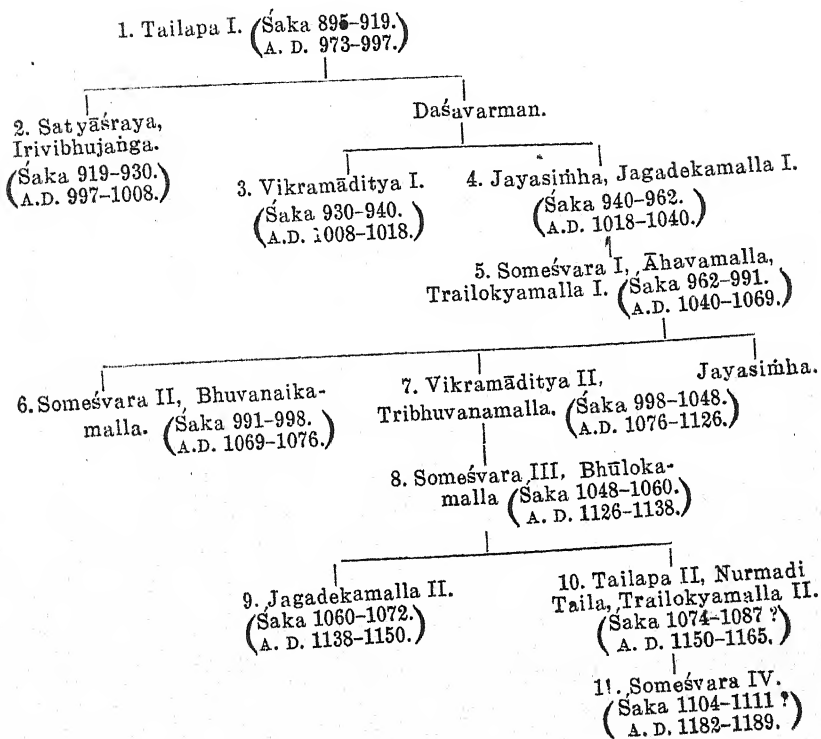 1. Tailapa I. (Śaka 895-919.
A. D. 973-997.)
Daśavarman.
2. Satyāśraya,
Irivibhujaṅga.
(Śaka 919-930.
A.D. 997-1008.)
3. Vikramāditya I.
(Śaka 930-940.
A.D. 1008-1018.)
4. Jayasiṁha, Jagadekamalla I.
(Śaka 940-962.
A.D. 1018-1040.)
5. Someśvara I, Āhavamalla,
Trailokyamalla I. (Śaka 962-991.
A.D. 1040-1069.)
6. Someśvara II, Bhuvanaika-
malla. (Śaka 991-998.
A.D. 1069-1076.)
7. Vikramāditya II,
Tribhuvanamalla. (Śaka 998-1048.
A.D. 1076-1126.)
Jayasiṁha.
8. Someśvara III, Bhūloka-
malla (Śaka 1048-1060.
A. D. 1126-1138.)
9. Jagadekamalla II.
(Śaka 1060-1072.
A.D. 1138-1150.)
10. Tailapa II, Nurmadi
Taila, Trailokyamalla II.
(Śaka 1074-1087 ?
A. D. 1150-1165.)
11. Someśvara IV.
(Śaka 1104-1111 ?
A. D. 1182-1189.)